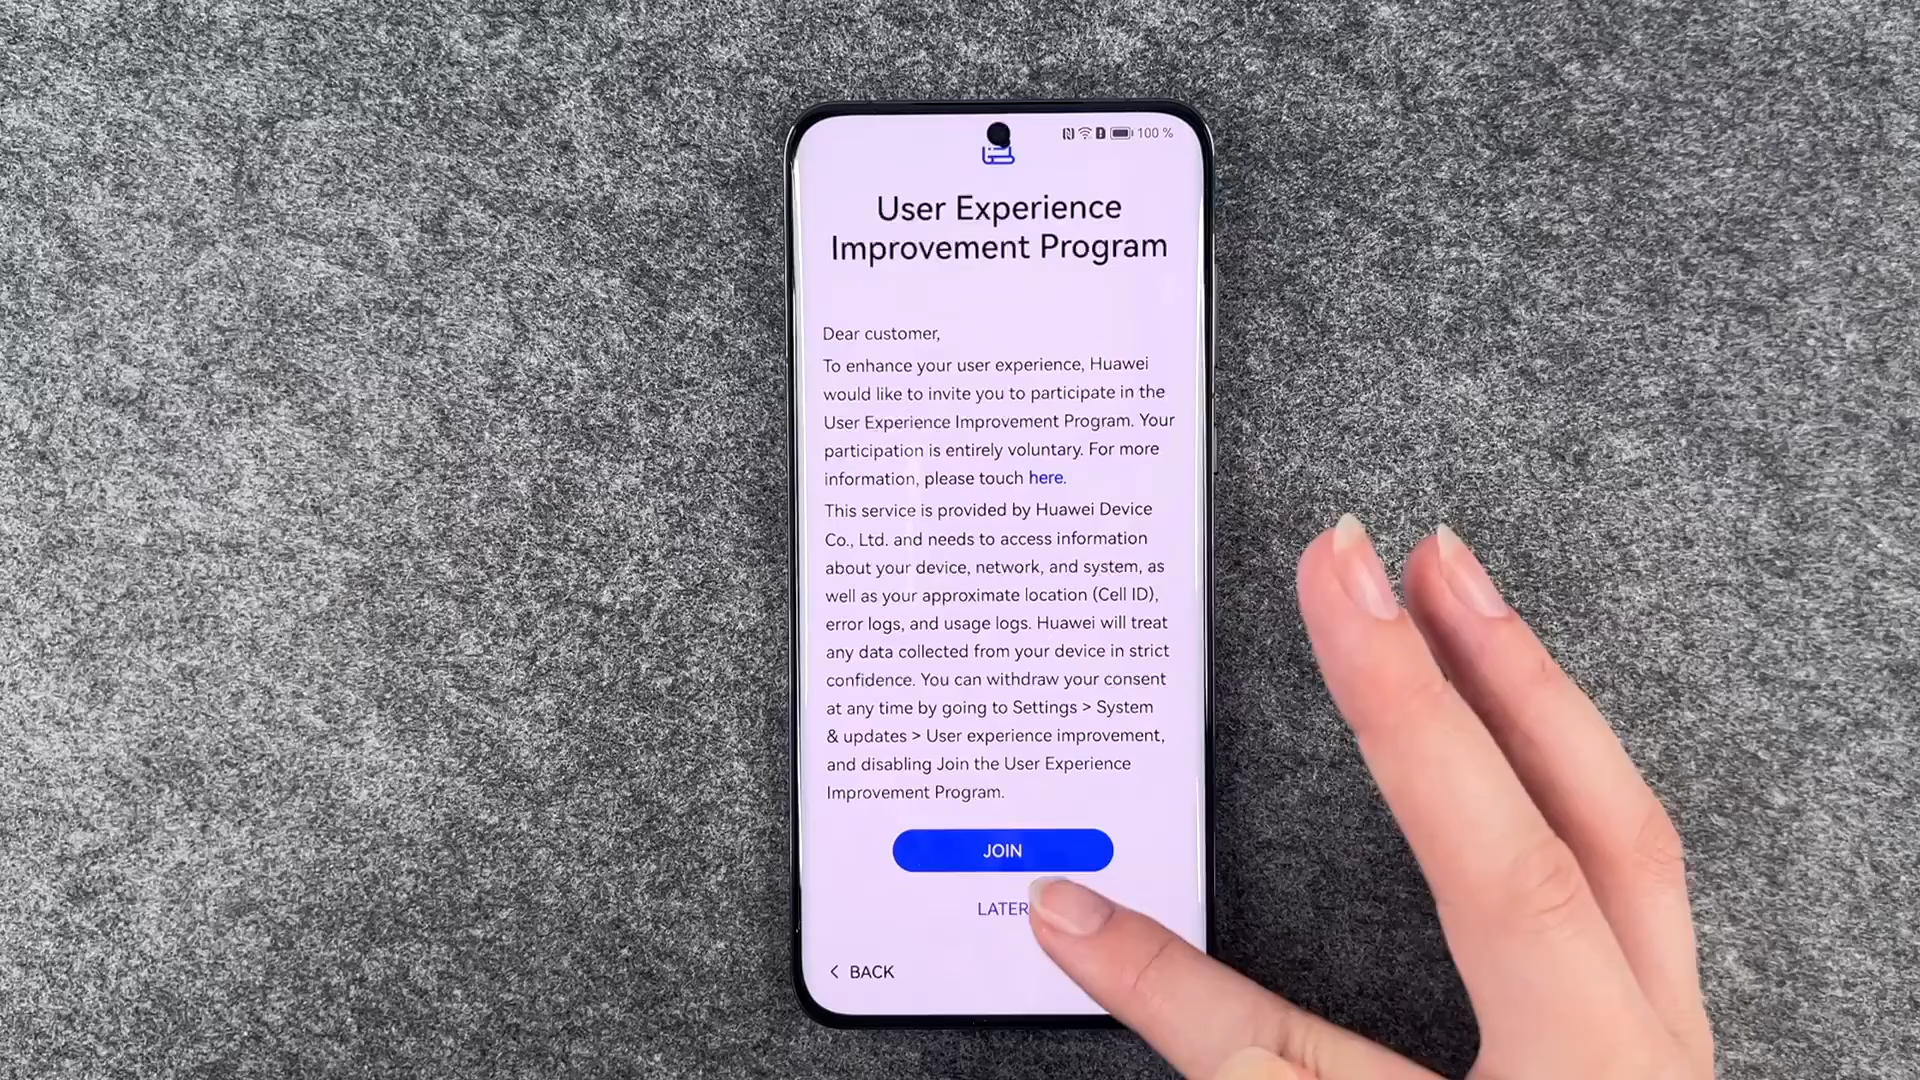 100 %
User Experience
Improvement Program
Dear customer,
To enhance your user experience, Huawei
would like to invite you to participate in the
User Experience Improvement Program. Your
participation is entirely voluntary. For more
information, please touch here.
This service is provided by Huawei Device
Co., Ltd. and needs to access information
about your device, network, and system, as
well as your approximate location (Cell ID),
error logs, and usage logs. Huawei will treat
any data collected from your device in strict
confidence. You can withdraw your consent
at any time by going to Settings > System
& updates > User experience improvement,
and disabling Join the User Experience
Improvement Program.
JOIN
LATER
< BACK